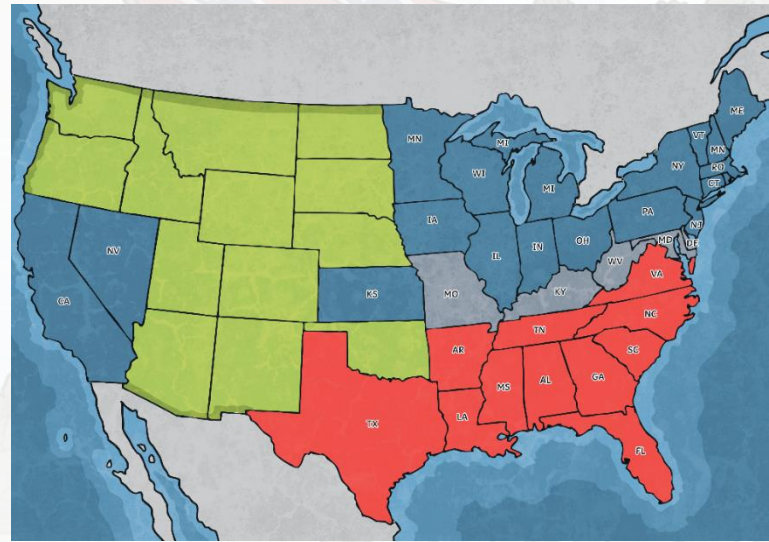 ME
VT
MN
MN
NY
RO
MI
WI
MI
CT
IA
PA
NJ
IL
IN
OH
MD
DE
NV
WV
VA
CA
KS
MO
KY
NC
TN
AR
SC
MS
AL
GA
LA
TX
FL